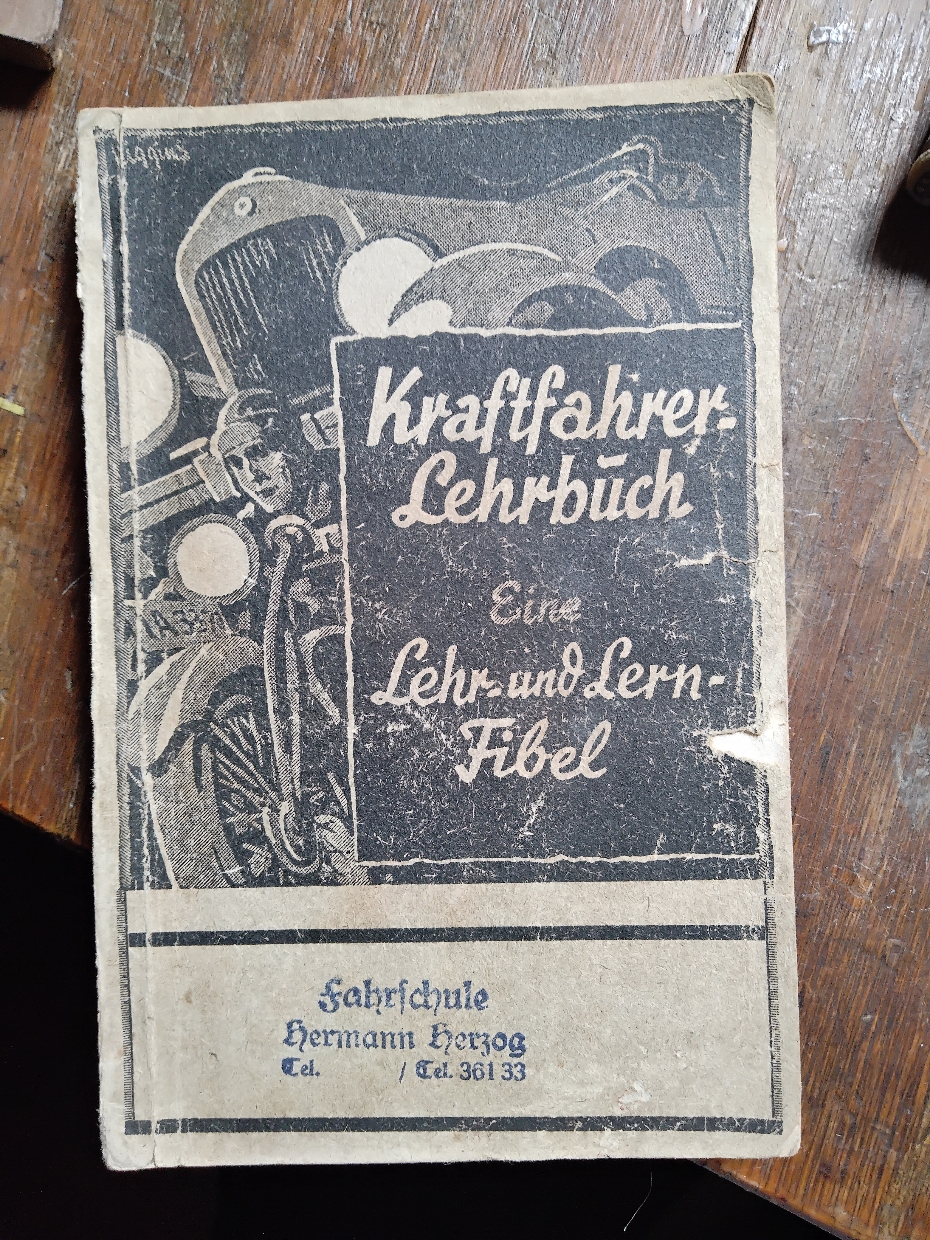 Kraftfahrer-
Lehrbuch
Eine
Lehr- und Lern-
Fibel
Fahrschule
Hermann Herzog
Tel. / Tel. 361 33